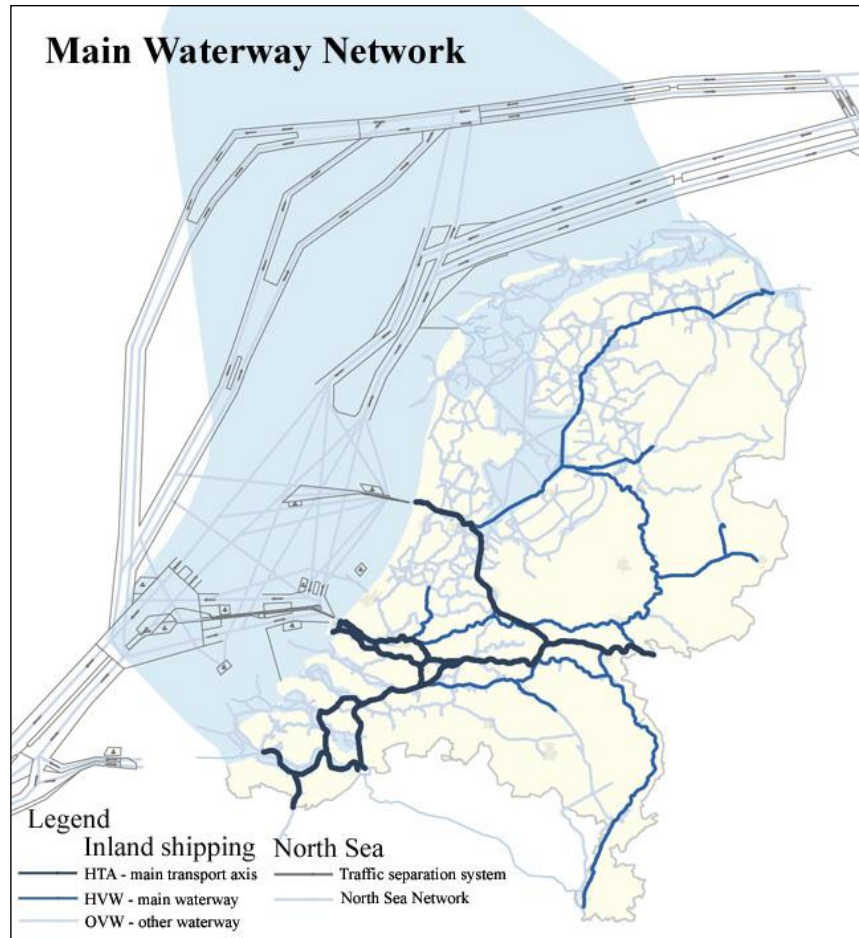 Main Waterway Network
Legend
Inland shipping
HTA - main transport axis
HVW - main waterway
OVW - other waterway
North Sea
Traffic separation system
North Sea Network